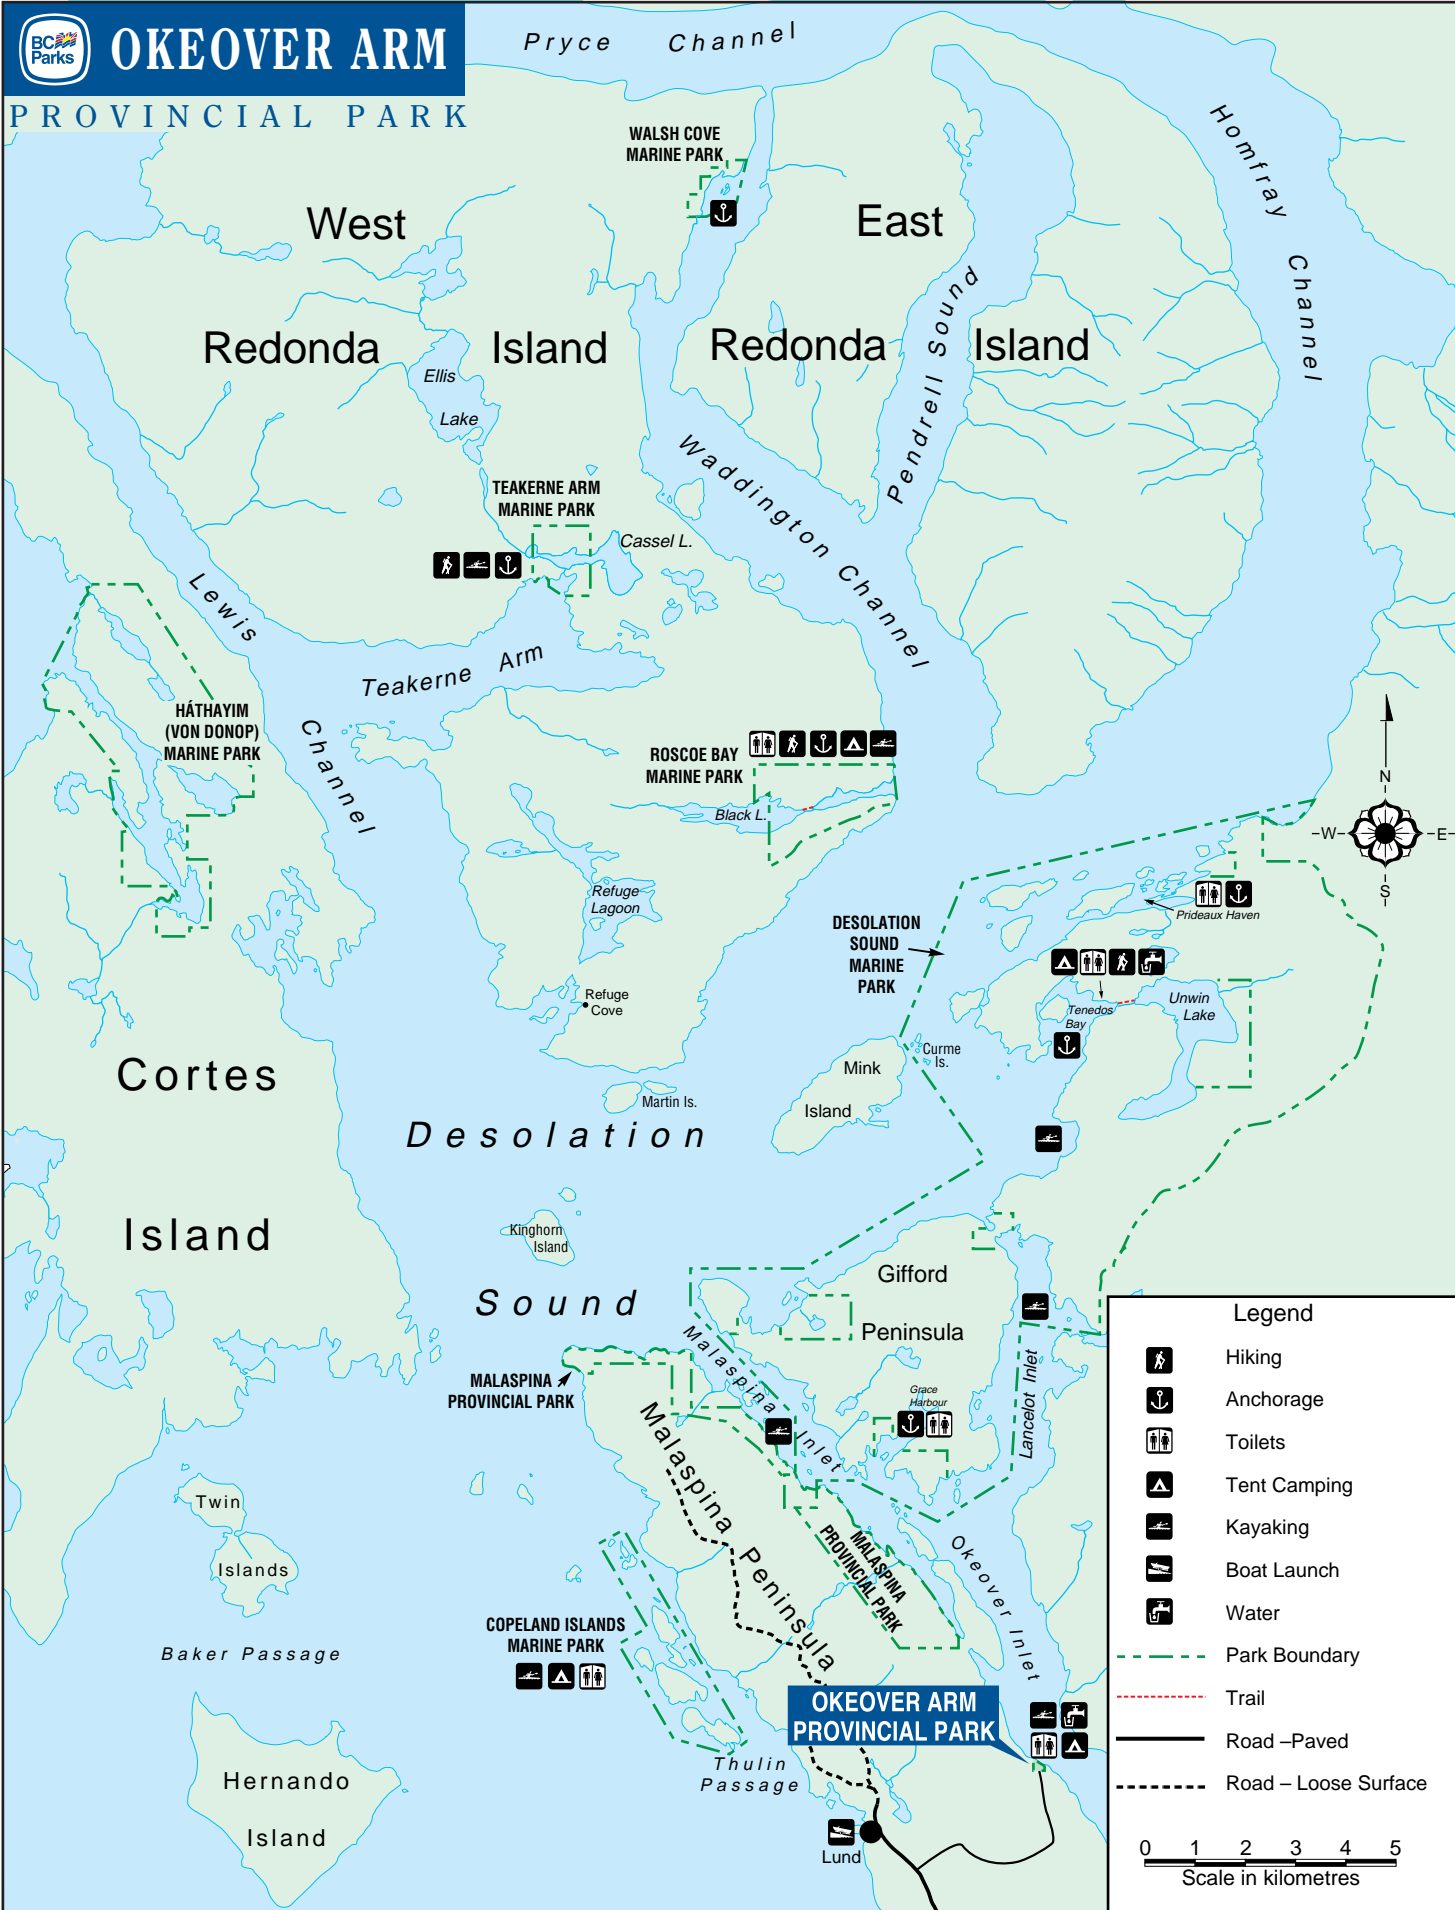 BC
Parks
OKEOVER ARM
PROVINCIAL PARK
Pryce Channel
Homfray Channel
WALSH COVE
MARINE PARK
West
Redonda
Island
East
Redonda
Island
Pendrell Sound
Ellis
Lake
Waddington Channel
TEAKERNE ARM
MARINE PARK
Cassel L.
Lewis
Channel
Teakerne Arm
HÁTHAYIM
(VON DONOP)
MARINE PARK
ROSCOE BAY
MARINE PARK
Black L.
N
W
E
S
Refuge
Lagoon
Refuge
Cove
DESOLATION
SOUND
MARINE
PARK
Prideaux Haven
Tenedos
Bay
Unwin
Lake
Curme
Is.
Mink
Island
Martin Is.
Cortes
Island
Desolation
Sound
Kinghorn
Island
Gifford
Peninsula
Malaspina
Inlet
Grace
Harbour
Lancelot Inlet
MALASPINA
PROVINCIAL PARK
Malaspina
Peninsula
MALASPINA
PROVINCIAL PARK
Okeover Inlet
Twin
Islands
Baker Passage
COPELAND ISLANDS
MARINE PARK
OKEOVER ARM
PROVINCIAL PARK
Thulin
Passage
Hernando
Island
Lund
Legend
Hiking
Anchorage
Toilets
Tent Camping
Kayaking
Boat Launch
Water
Park Boundary
Trail
Road –Paved
Road – Loose Surface
0 1 2 3 4 5
Scale in kilometres